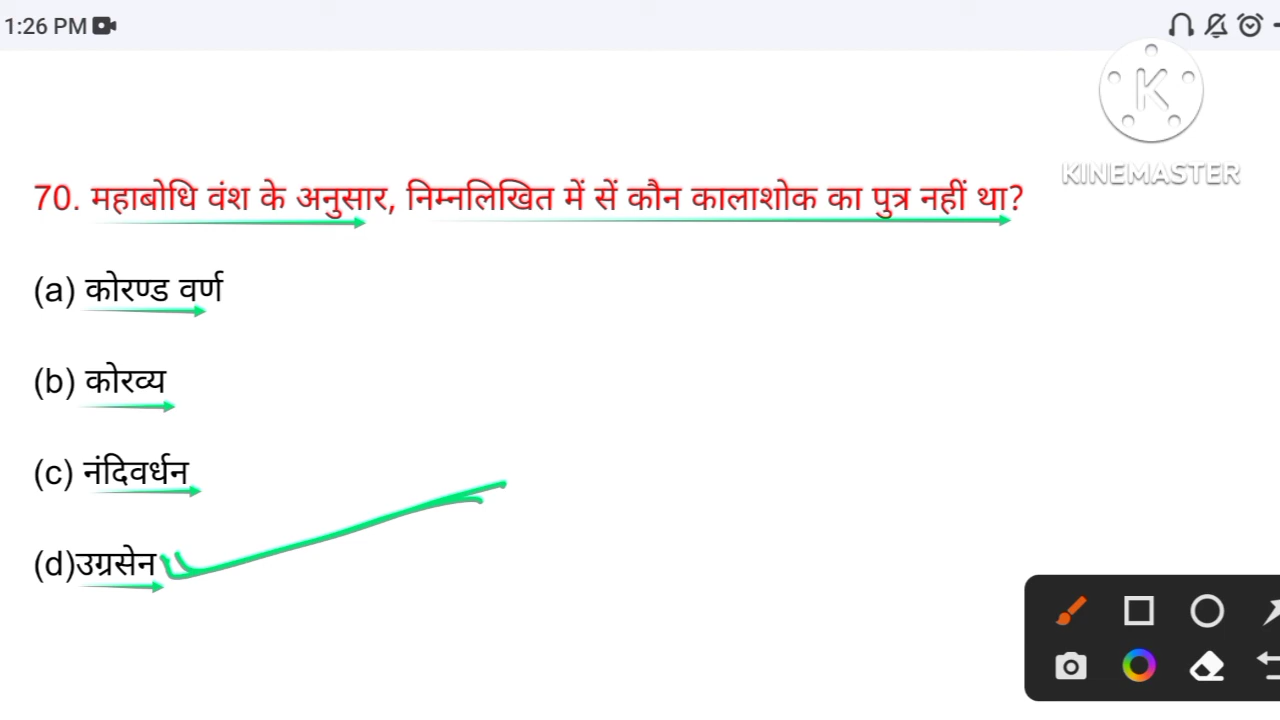 1:26 PM
KINEMASTER
70. महाबोधि वंश के अनुसार, निम्नलिखित में सें कौन कालाशोक का पुत्र नहीं था?
(a) कोरण्ड वर्ण
(b) कोरव्य
(c) नंदिवर्धन
(d)उग्रसेन